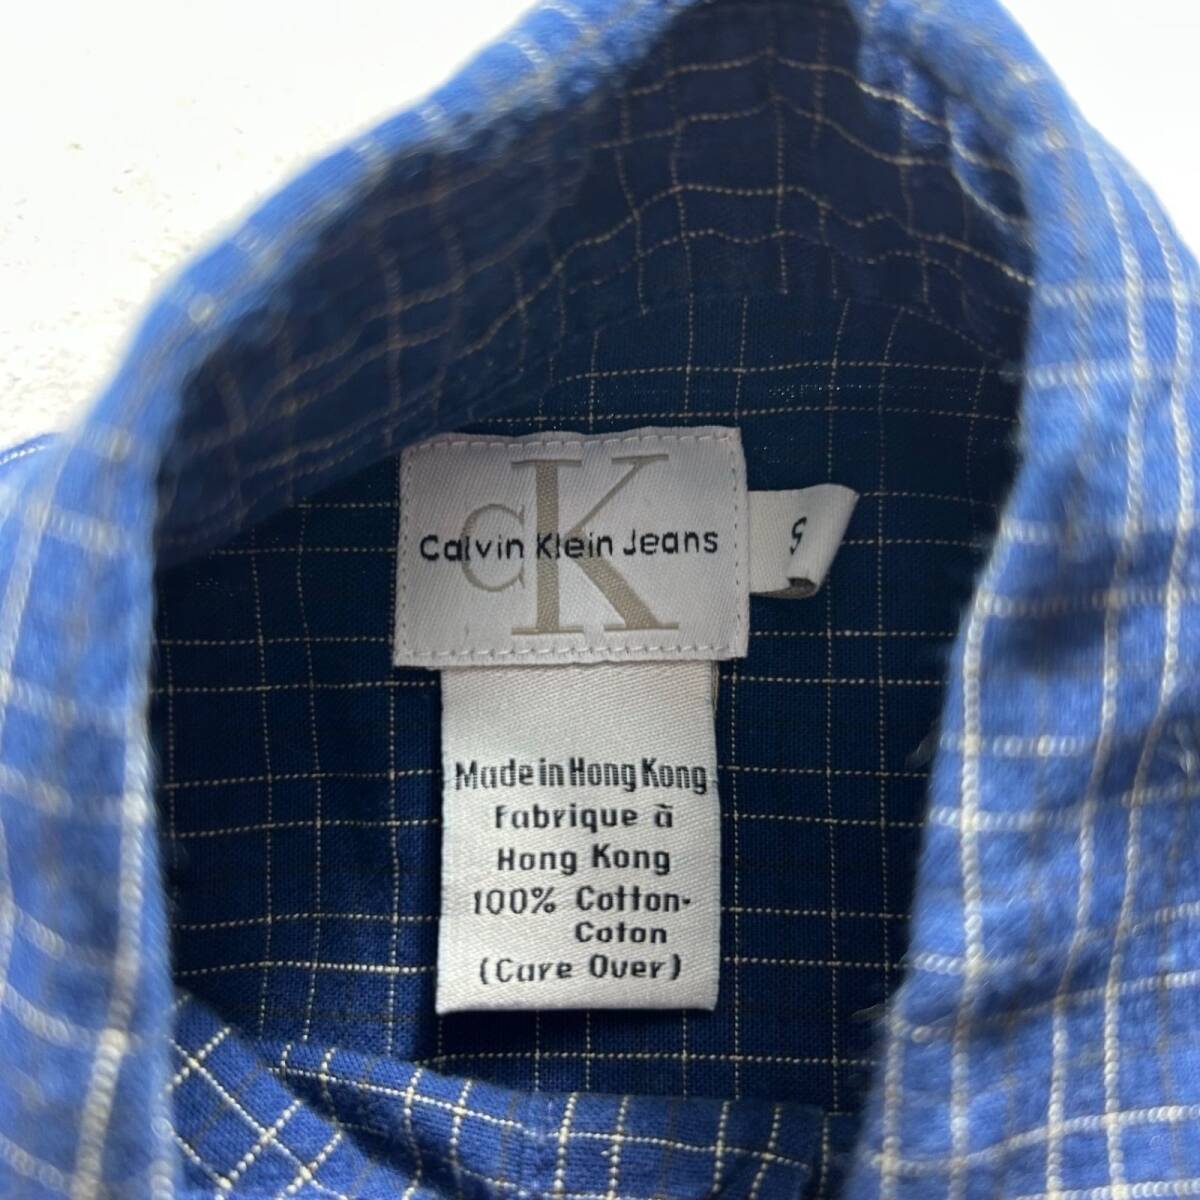 CK
Calvin Klein Jeans
S
Made in Hong Kong
Fabrique à
Hong Kong
100% Cotton-
Coton
(Care Over)